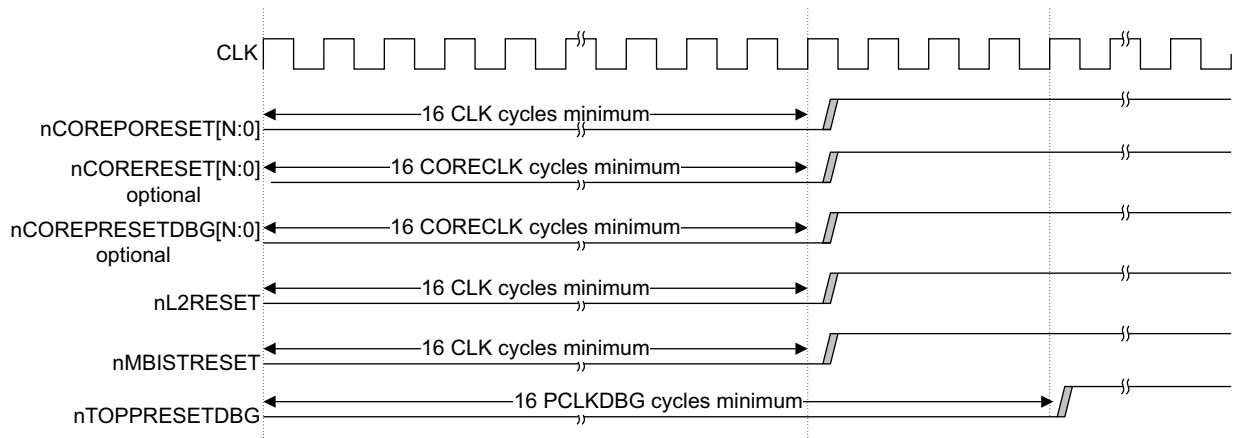 CLK
nCOREPORESET[N:0]
16 CLK cycles minimum
nCORERESET[N:0]
optional
16 CORECLK cycles minimum
nCOREPRESETDBG[N:0]
optional
16 CORECLK cycles minimum
nL2RESET
16 CLK cycles minimum
nMBISTRESET
16 CLK cycles minimum
nTOPPRESETDBG
16 PCLKDBG cycles minimum